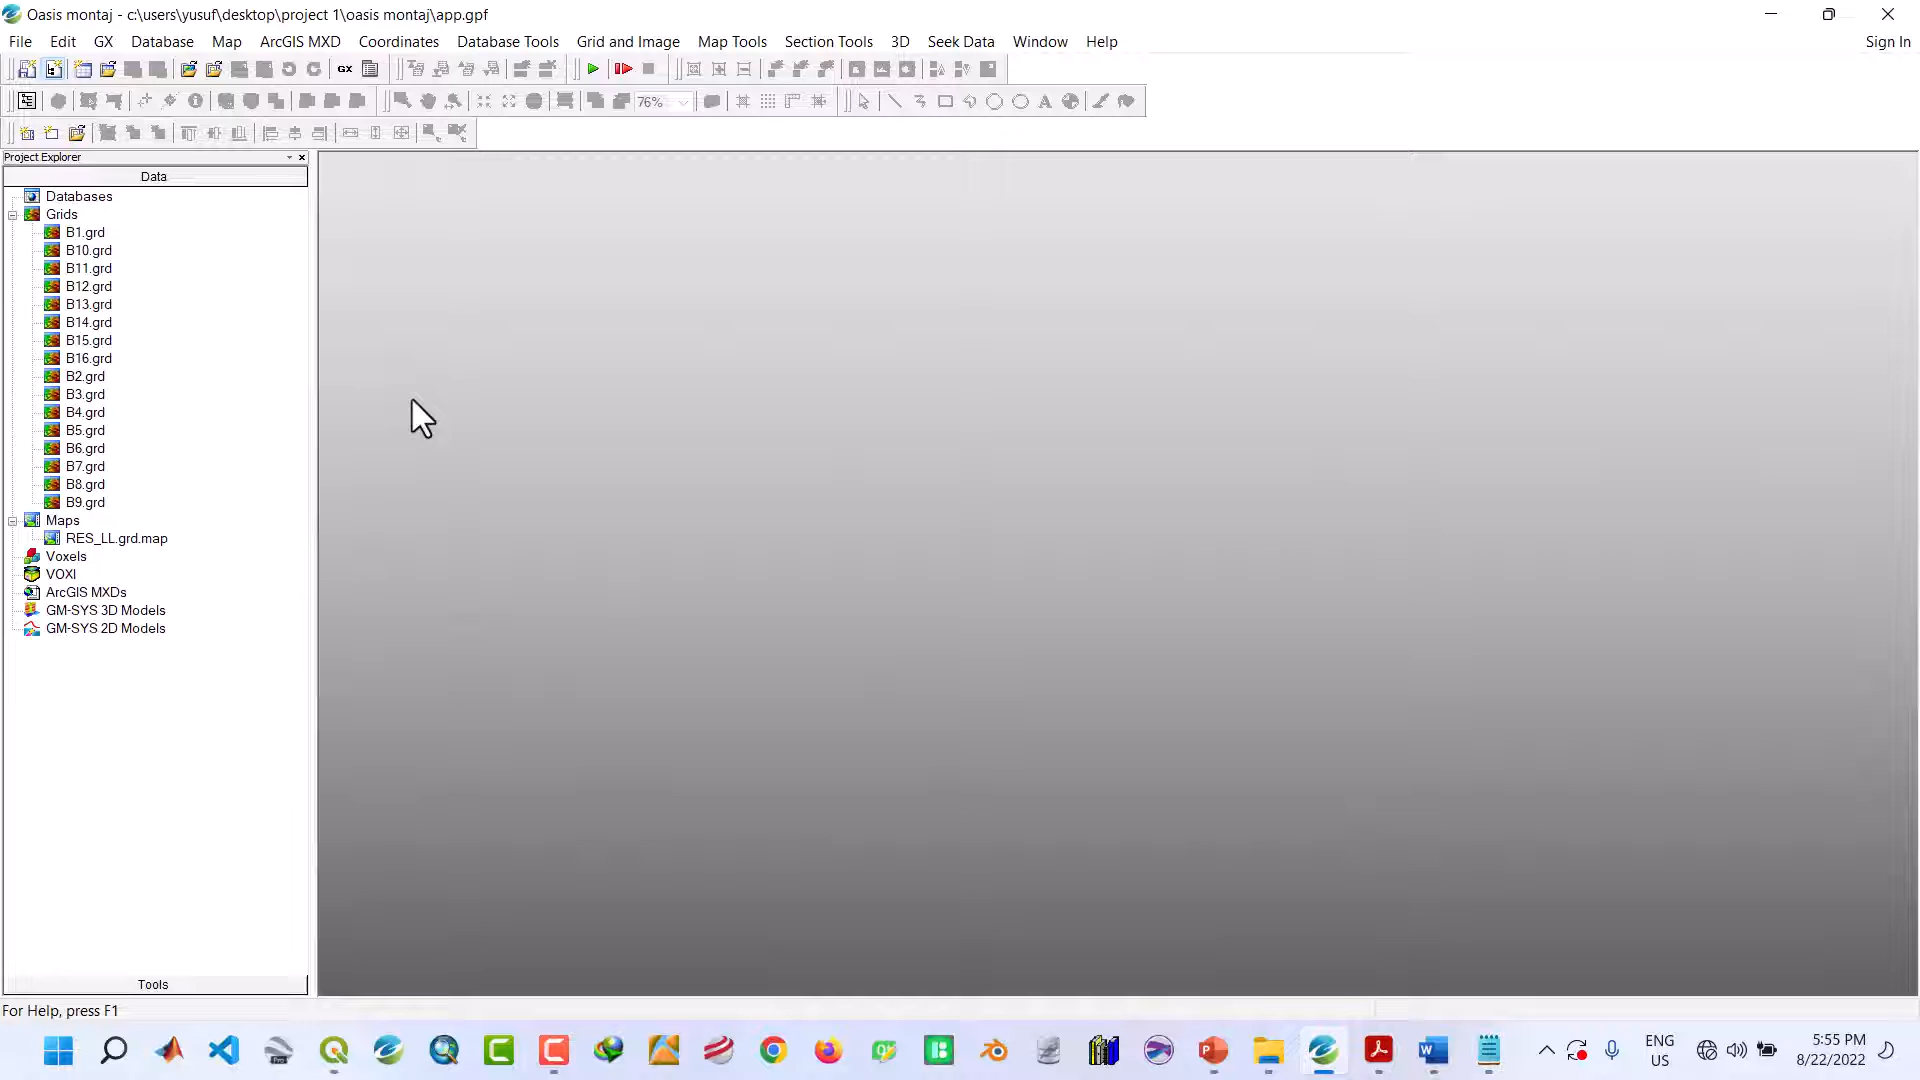 Oasis montaj - c:\users\yusuf\desktop\project 1\oasis montaj\app.gpf
File Edit GX Database Map ArcGIS MXD Coordinates Database Tools Grid and Image Map Tools Section Tools 3D Seek Data Window Help Sign In
GX
76%
Project Explorer
Data
Databases
Grids
B1.grd
B10.grd
B11.grd
B12.grd
B13.grd
B14.grd
B15.grd
B16.grd
B2.grd
B3.grd
B4.grd
B5.grd
B6.grd
B7.grd
B8.grd
B9.grd
Maps
RES_LL.grd.map
Voxels
VOXI
ArcGIS MXDs
GM-SYS 3D Models
GM-SYS 2D Models
Tools
For Help, press F1
ENG 5:55 PM
US 8/22/2022